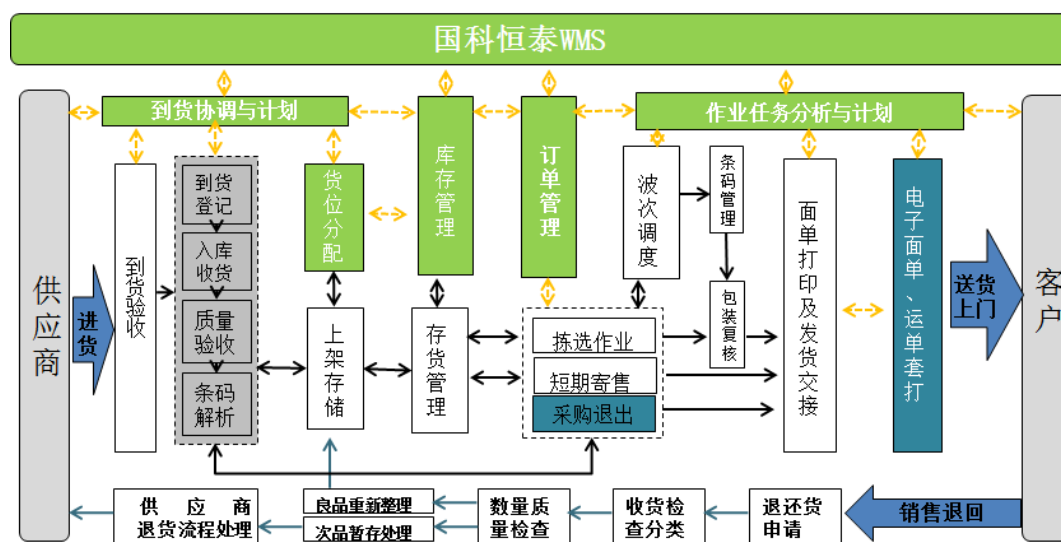 国科恒泰WMS
供应商
进货
到货协调与计划
到货验收
到货
登记
入库
收货
质量
验收
条码
解析
货位分配
上架存储
库存管理
存货管理
订单管理
拣选作业
短期寄售
采购退出
作业任务分析与计划
波次调度
条码管理
包装复核
面单打印及发货交接
电子面单、运单套打
送货
上门
客户
供应商
退货流程处理
良品重新整理
次品暂存处理
数量质
量检查
收货检
查分类
退还货
申请
销售退回